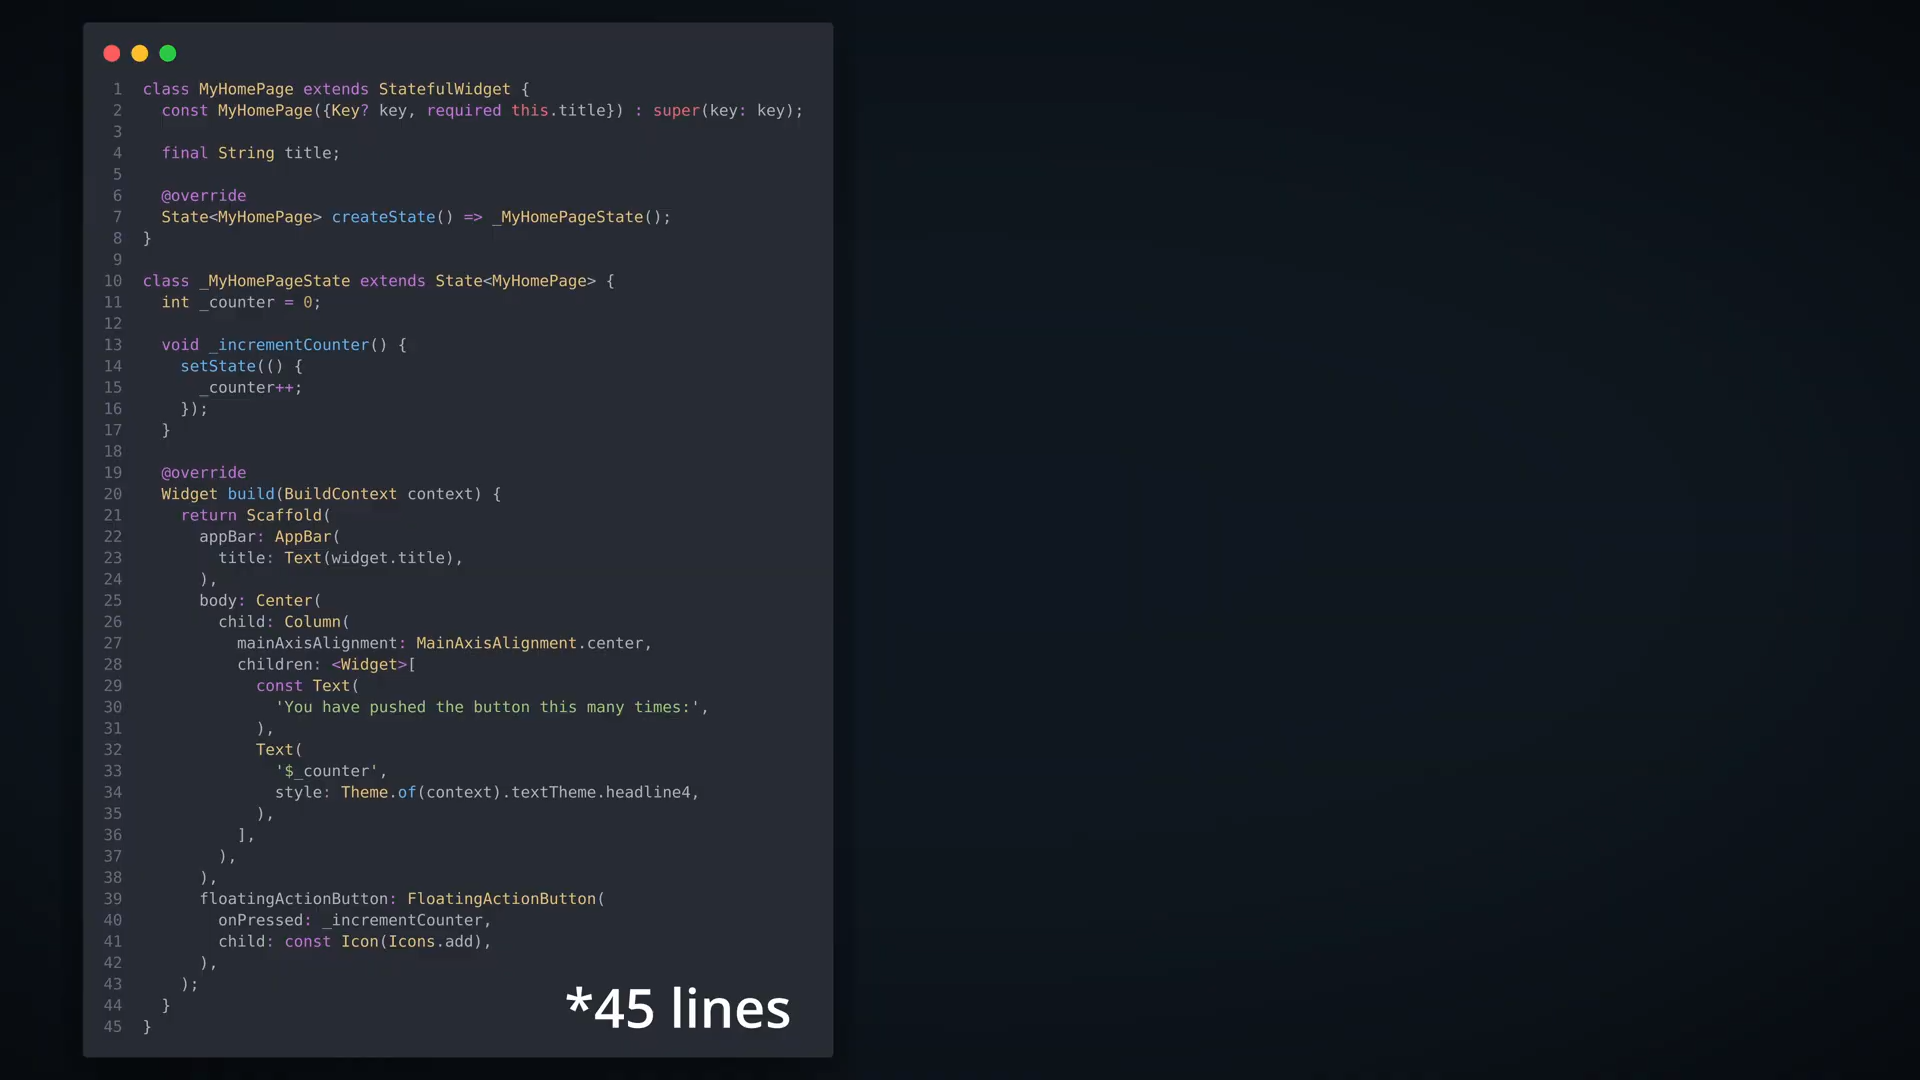 1 class MyHomePage extends StatefulWidget {
2   const MyHomePage({Key? key, required this.title}) : super(key: key);
3
4   final String title;
5
6   @override
7   State<MyHomePage> createState() => _MyHomePageState();
8 }
9
10 class _MyHomePageState extends State<MyHomePage> {
11   int _counter = 0;
12
13   void _incrementCounter() {
14     setState(() {
15       _counter++;
16     });
17   }
18
19   @override
20   Widget build(BuildContext context) {
21     return Scaffold(
22       appBar: AppBar(
23         title: Text(widget.title),
24       ),
25       body: Center(
26         child: Column(
27           mainAxisAlignment: MainAxisAlignment.center,
28           children: <Widget>[
29             const Text(
30               'You have pushed the button this many times:',
31             ),
32             Text(
33               '$_counter',
34               style: Theme.of(context).textTheme.headline4,
35             ),
36           ],
37         ),
38       ),
39       floatingActionButton: FloatingActionButton(
40         onPressed: _incrementCounter,
41         child: const Icon(Icons.add),
42       ),
43     );
44   }
45 }
*45 lines